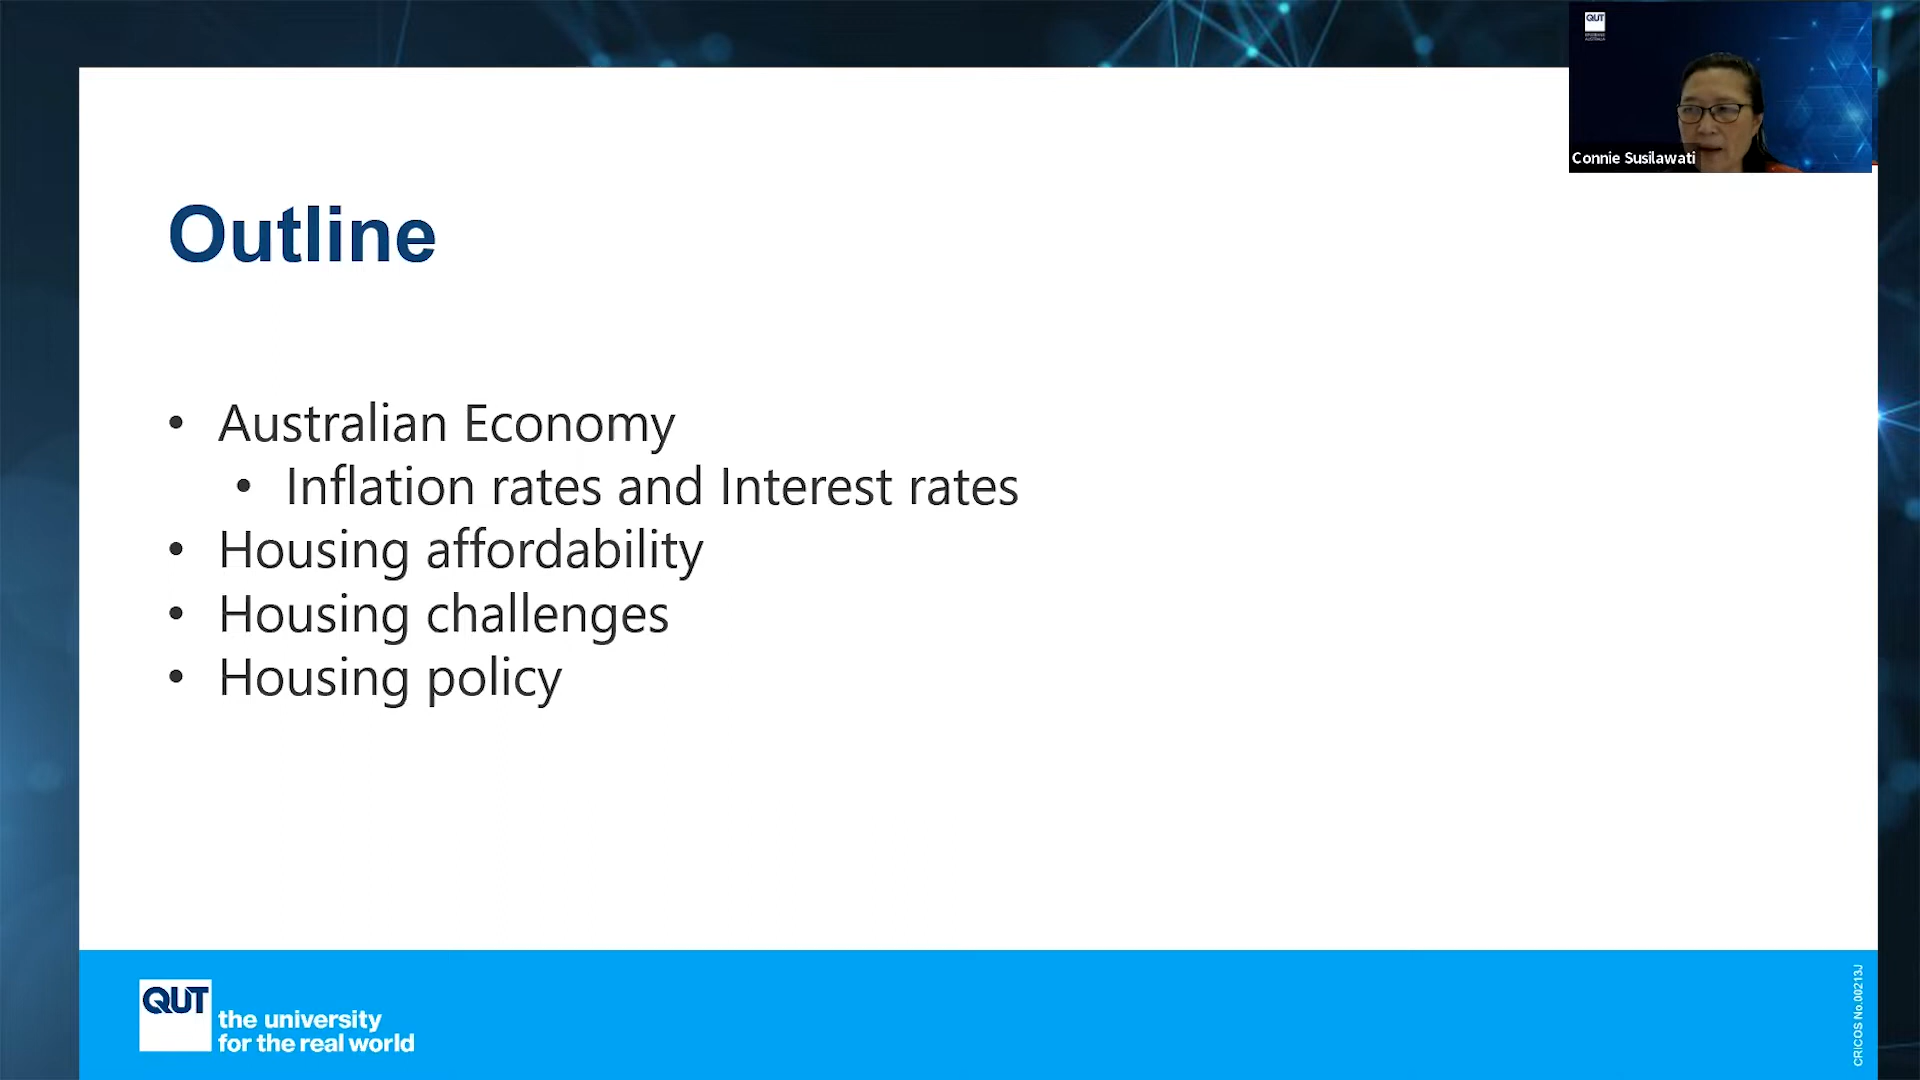 QUT
Connie Susilawati
Outline
• Australian Economy
• Inflation rates and Interest rates
• Housing affordability
• Housing challenges
• Housing policy
QUT
the university
for the real world
CRICOS No.00213J